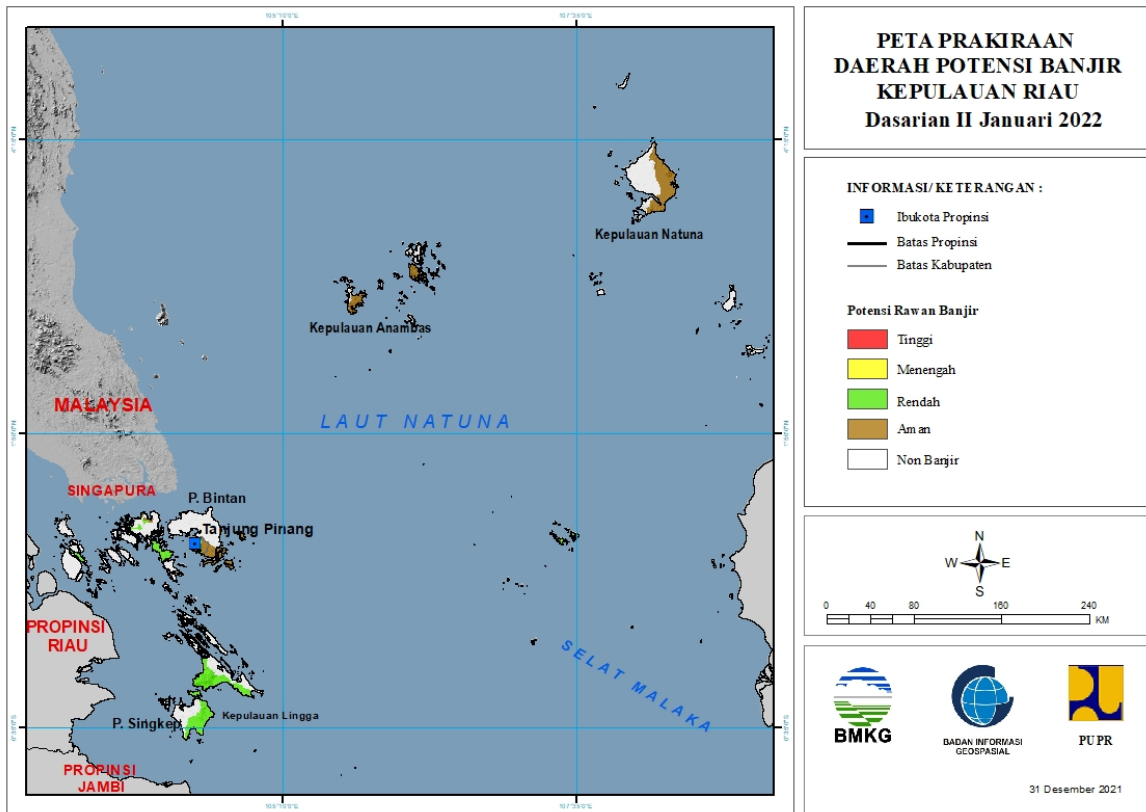 PETA PRAKIRAAN
DAERAH POTENSI BANJIR
KEPULAUAN RIAU
Dasarian II Januari 2022
INFORMASI/ KETERANGAN :
Ibukota Propinsi
Batas Propinsi
Batas Kabupaten
Potensi Rawan Banjir
Tinggi
Menengah
Rendah
Aman
Non Banjir
N
W E
S
0 40 80 160 240
KM
BMKG
BADAN INFORMASI
GEOSPASIAL
PUPR
31 Desember 2021
Kepulauan Natuna
Kepulauan Anambas
MALAYSIA
LAUT NATUNA
SINGAPURA
P. Bintan
Tanjung Pinang
PROPINSI
RIAU
SELAT MALAKA
P. Singkep
Kepulauan Lingga
PROPINSI
JAMBI